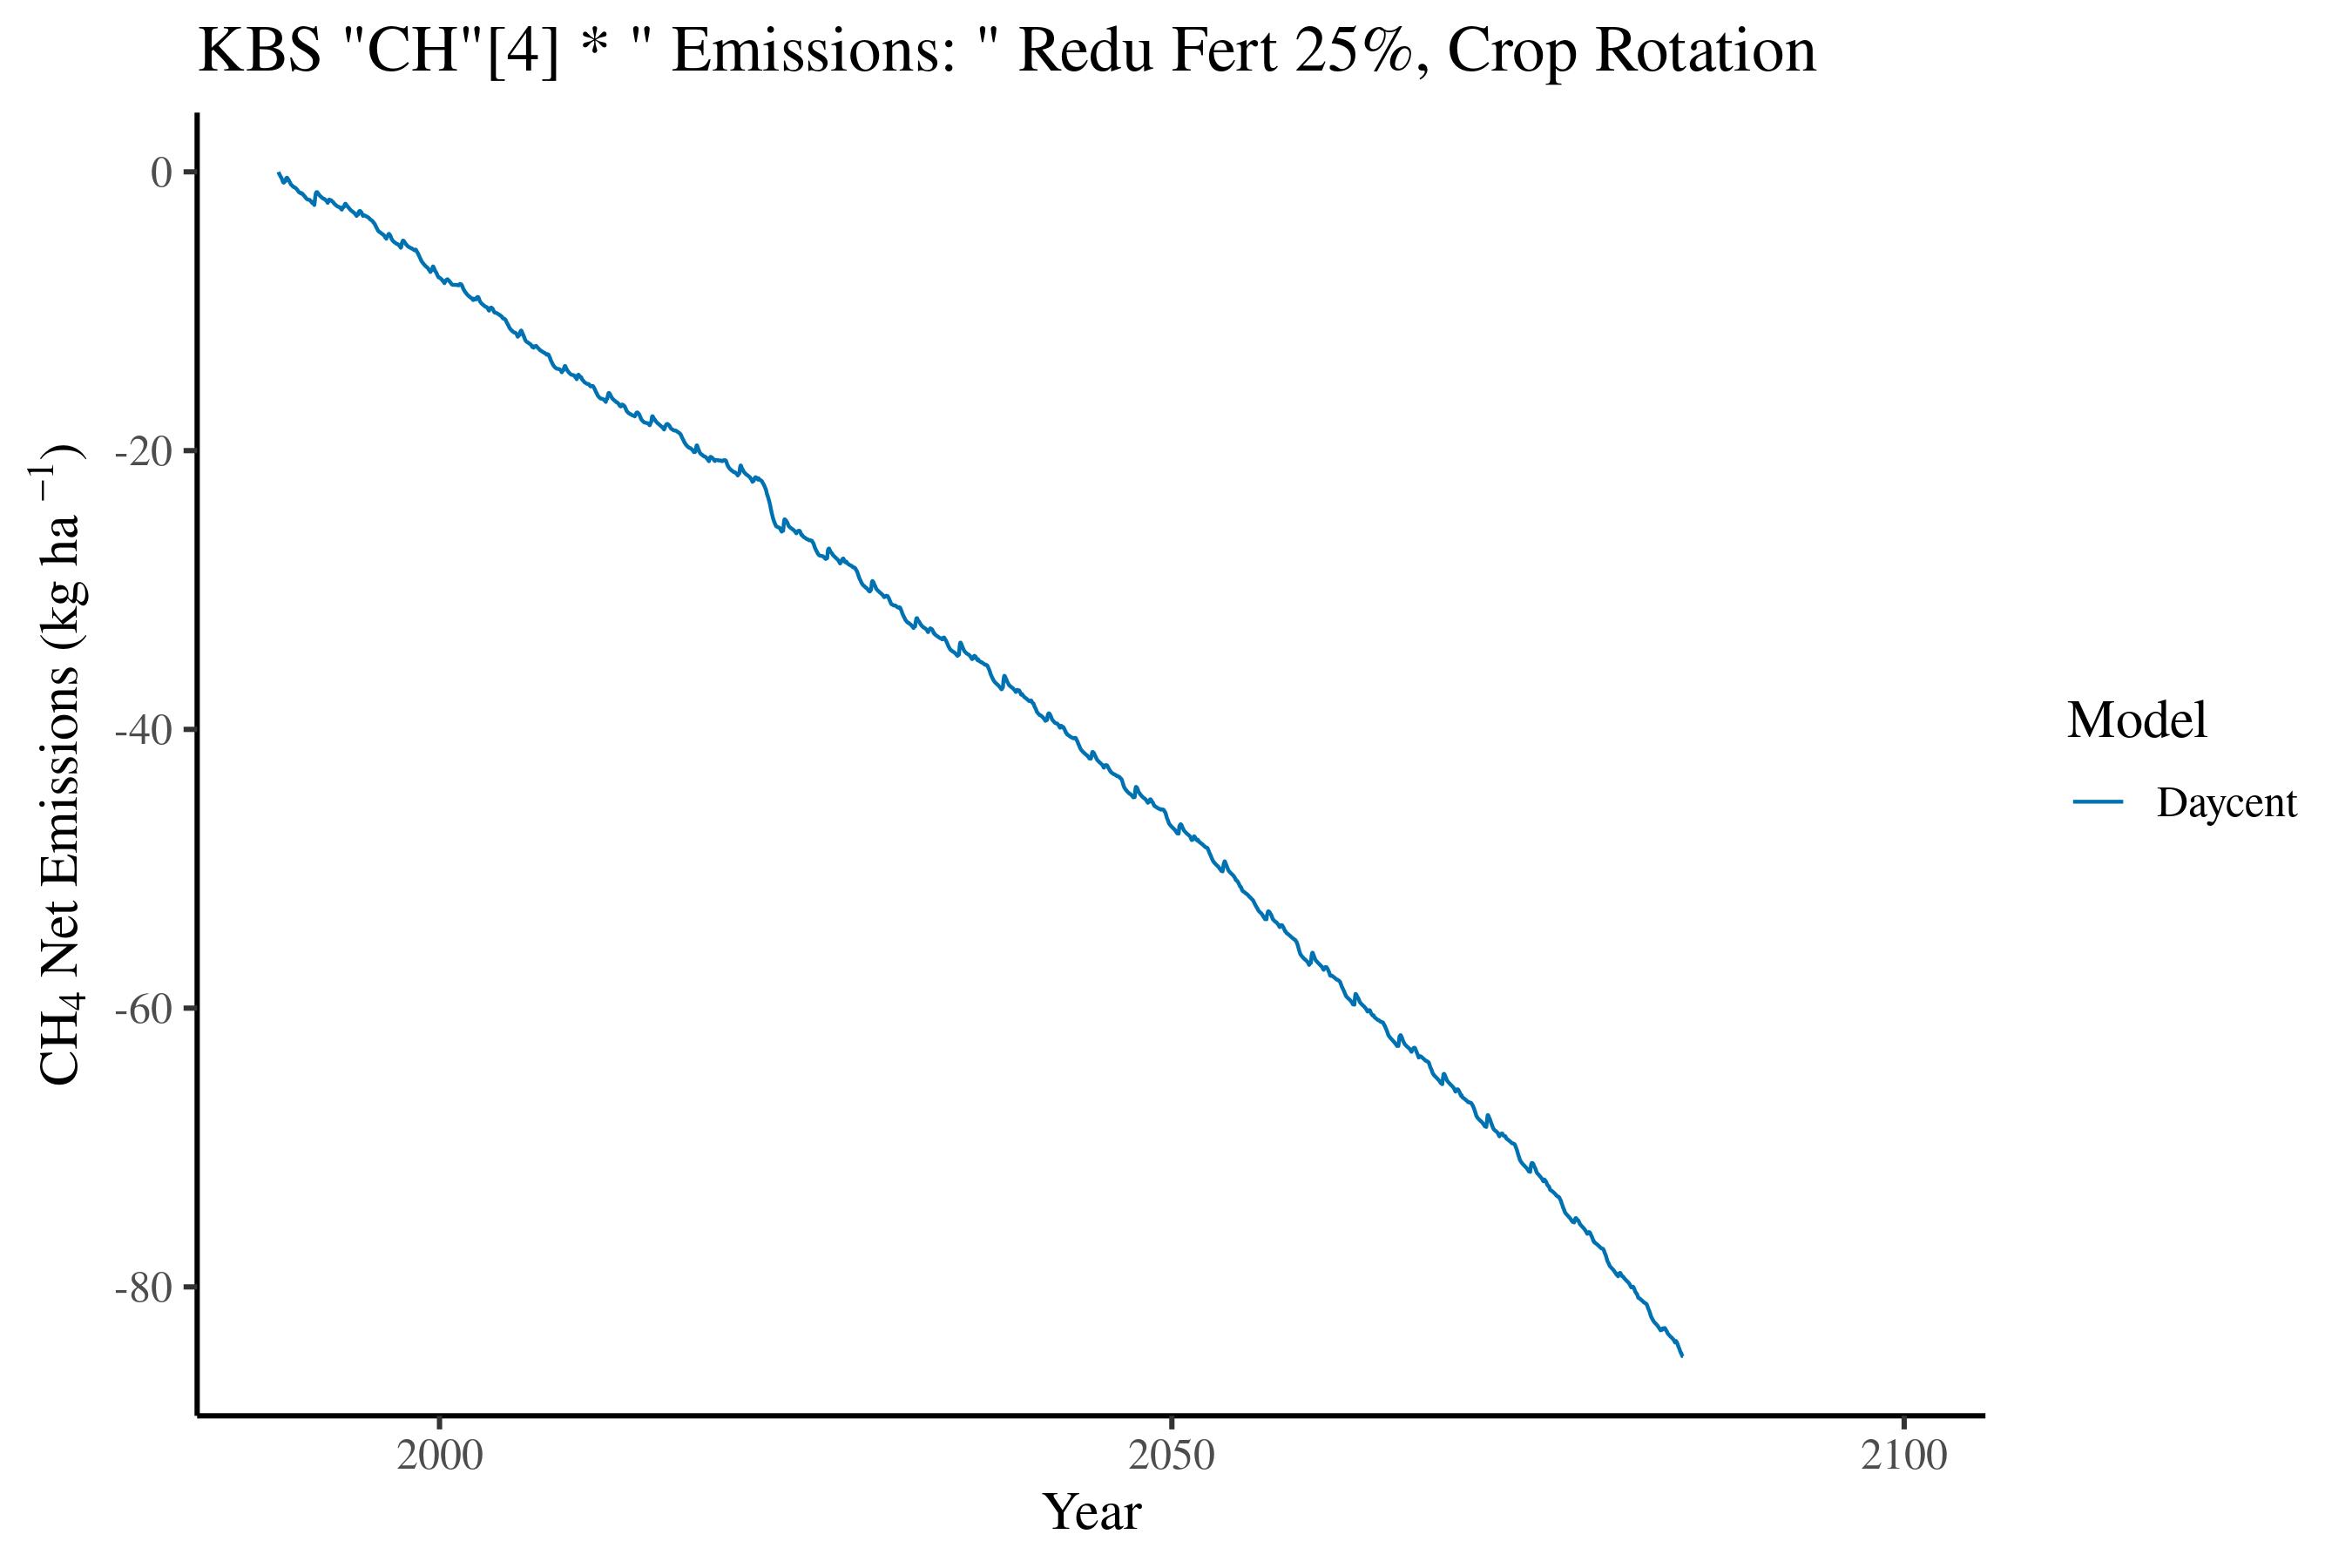 KBS "CH"[4] * " Emissions: " Redu Fert 25%, Crop Rotation
CH₄ Net Emissions (kg ha ⁻¹)
0
-20
-40
-60
-80
2000
2050
2100
Year
Model
Daycent